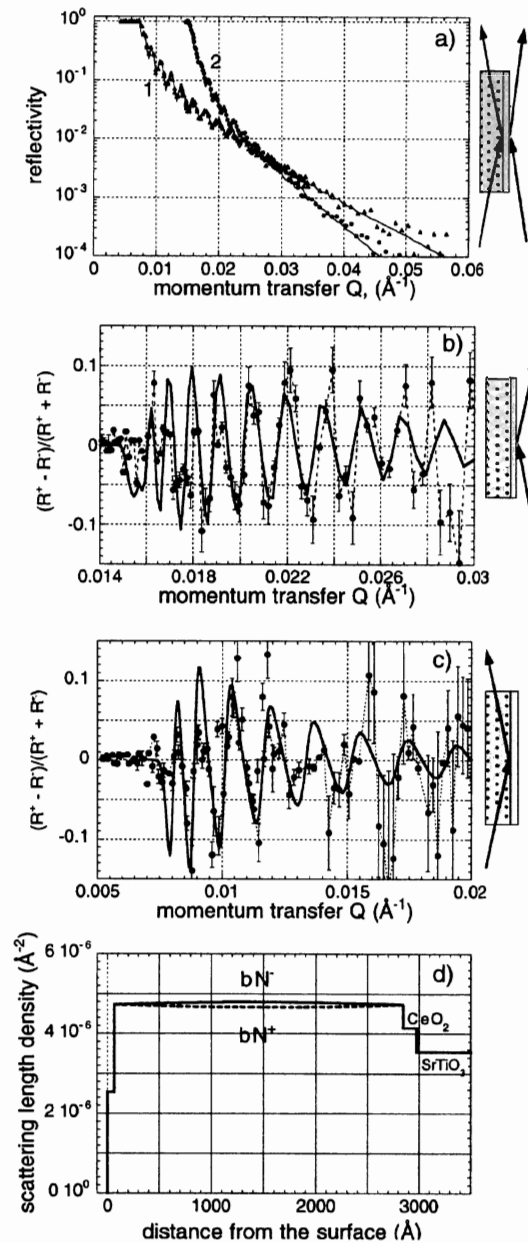 a)
10⁰
10⁻¹
10⁻²
10⁻³
10⁻⁴
reflectivity
1
2
0 0.01 0.02 0.03 0.04 0.05 0.06
momentum transfer Q, (Å⁻¹)
b)
0.1
0
-0.1
(R⁺ - R⁻)/(R⁺ + R⁻)
0.014 0.018 0.022 0.026 0.03
momentum transfer Q (Å⁻¹)
c)
0.1
0
-0.1
(R⁺ - R⁻)/(R⁺ + R⁻)
0.005 0.01 0.015 0.02
momentum transfer Q (Å⁻¹)
d)
6 10⁻⁶
4 10⁻⁶
2 10⁻⁶
0 10⁰
scattering length density (Å⁻²)
bN⁻
bN⁺
CeO₂
SrTiO₃
0 1000 2000 3000
distance from the surface (Å)